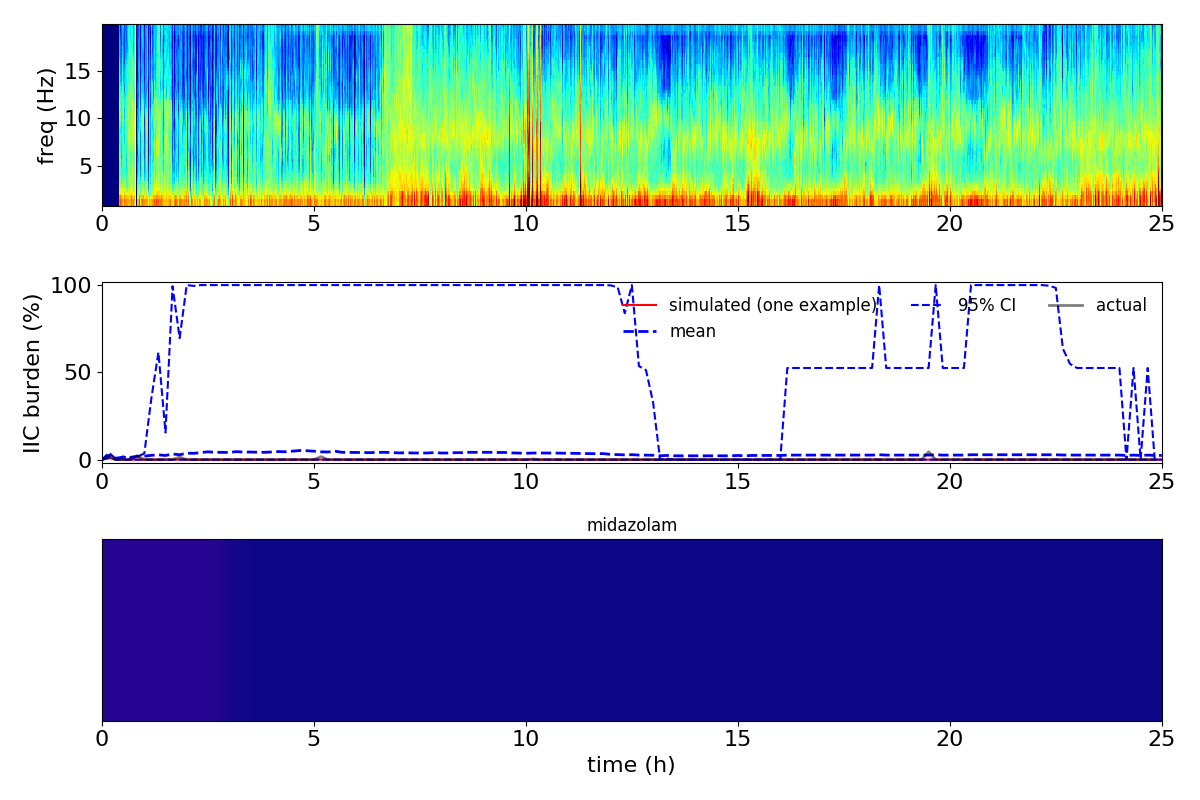 freq (Hz)
15
10
5
0 5 10 15 20 25
IIC burden (%)
100
50
0
simulated (one example) 95% CI actual
mean
0 5 10 15 20 25
midazolam
0 5 10 15 20 25
time (h)